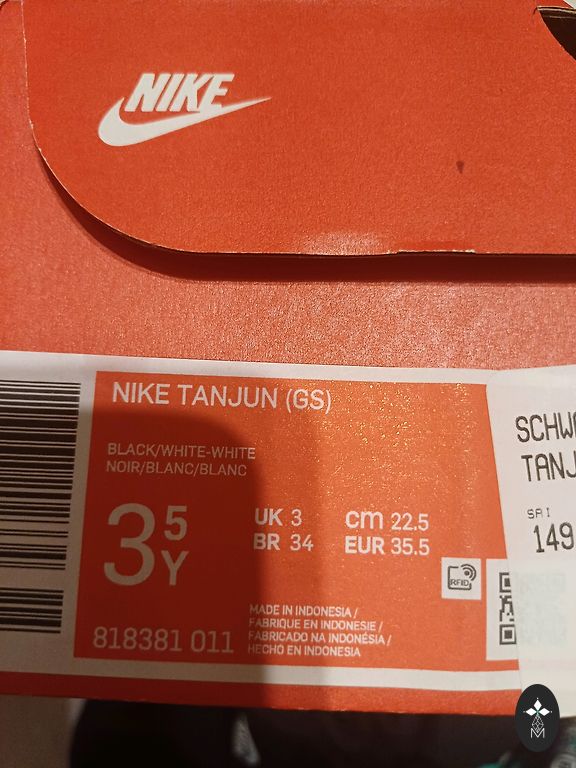 NIKE
NIKE TANJUN (GS)
BLACK/WHITE-WHITE
NOIR/BLANC/BLANC
3 5 Y
UK 3
BR 34
cm 22.5
EUR 35.5
RFID
818381 011
MADE IN INDONESIA /
FABRIQUE EN INDONESIE /
FABRICADO NA INDONÉSIA /
HECHO EN INDONESIA
SCHW
TANJ
SAI
149
M